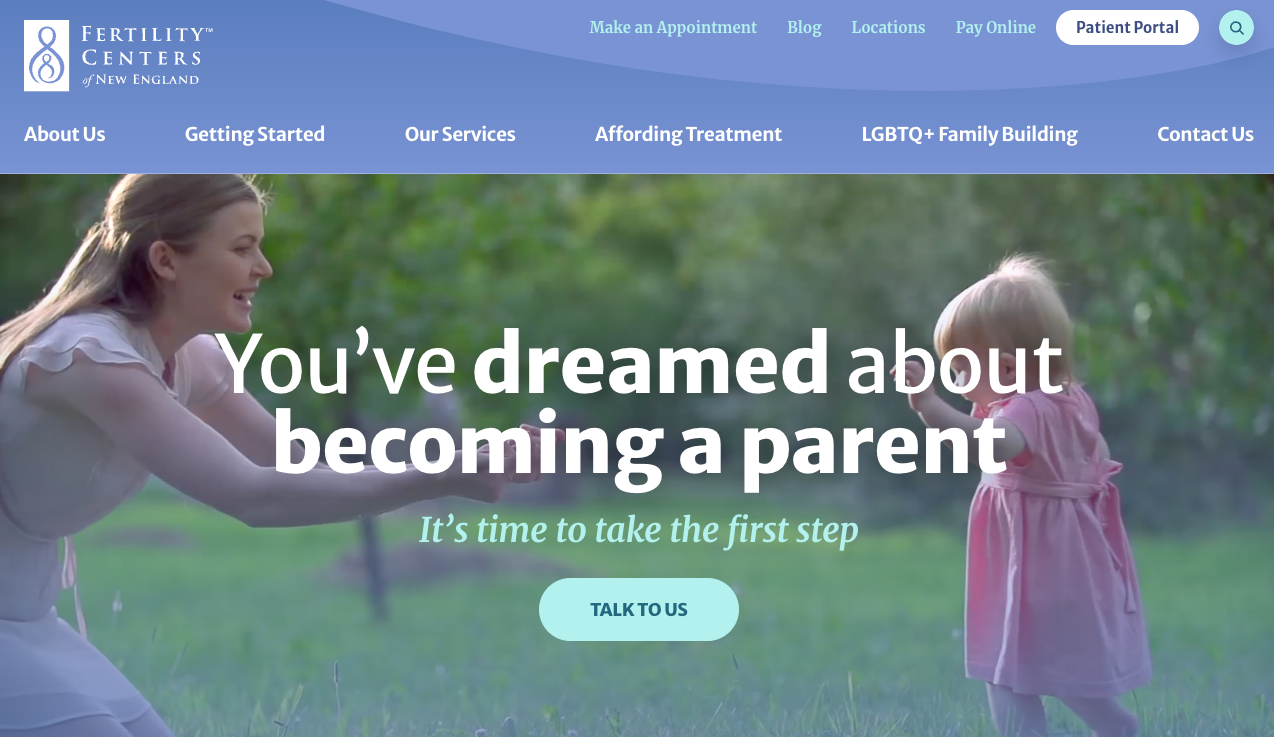 FERTILITY™
CENTERS
of NEW ENGLAND
Make an Appointment
Blog
Locations
Pay Online
Patient Portal
About Us
Getting Started
Our Services
Affording Treatment
LGBTQ+ Family Building
Contact Us
You’ve dreamed about
becoming a parent
It’s time to take the first step
TALK TO US